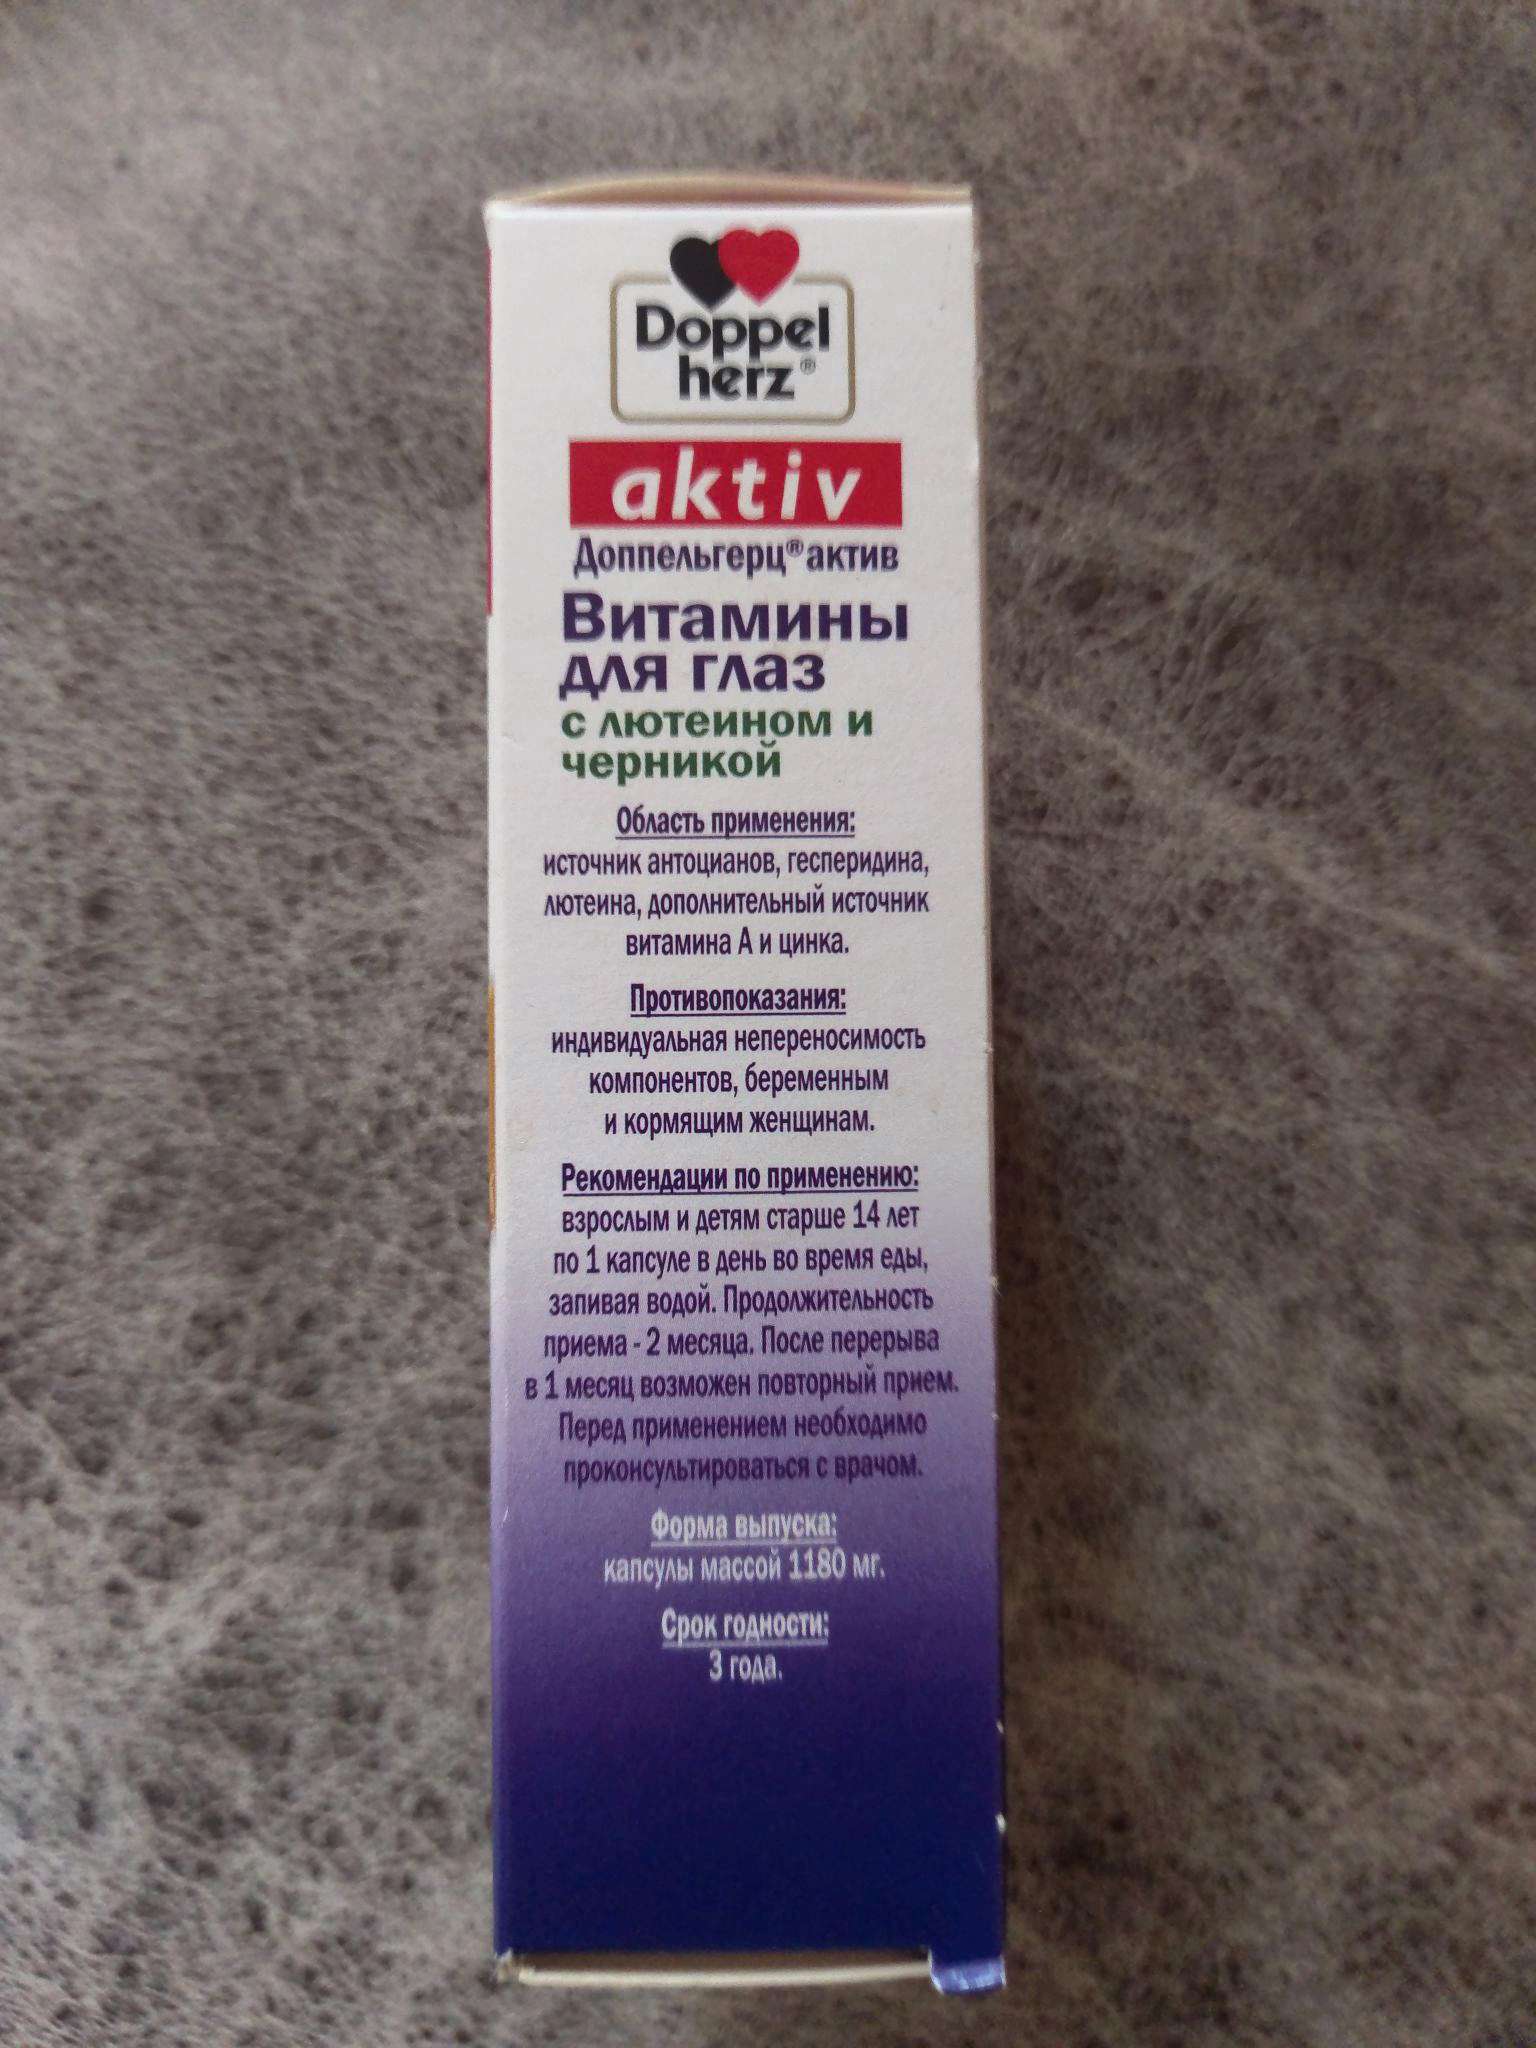 Doppel
herz®
aktiv
Доппельгерц® актив
Витамины
для глаз
с лютеином и
черникой
Область применения:
источник антоцианов, гесперидина,
лютеина, дополнительный источник
витамина А и цинка.
Противопоказания:
индивидуальная непереносимость
компонентов, беременным
и кормящим женщинам.
Рекомендации по применению:
взрослым и детям старше 14 лет
по 1 капсуле в день во время еды,
запивая водой. Продолжительность
приема - 2 месяца. После перерыва
в 1 месяц возможен повторный прием.
Перед применением необходимо
проконсультироваться с врачом.
Форма выпуска:
капсулы массой 1180 мг.
Срок годности:
3 года.